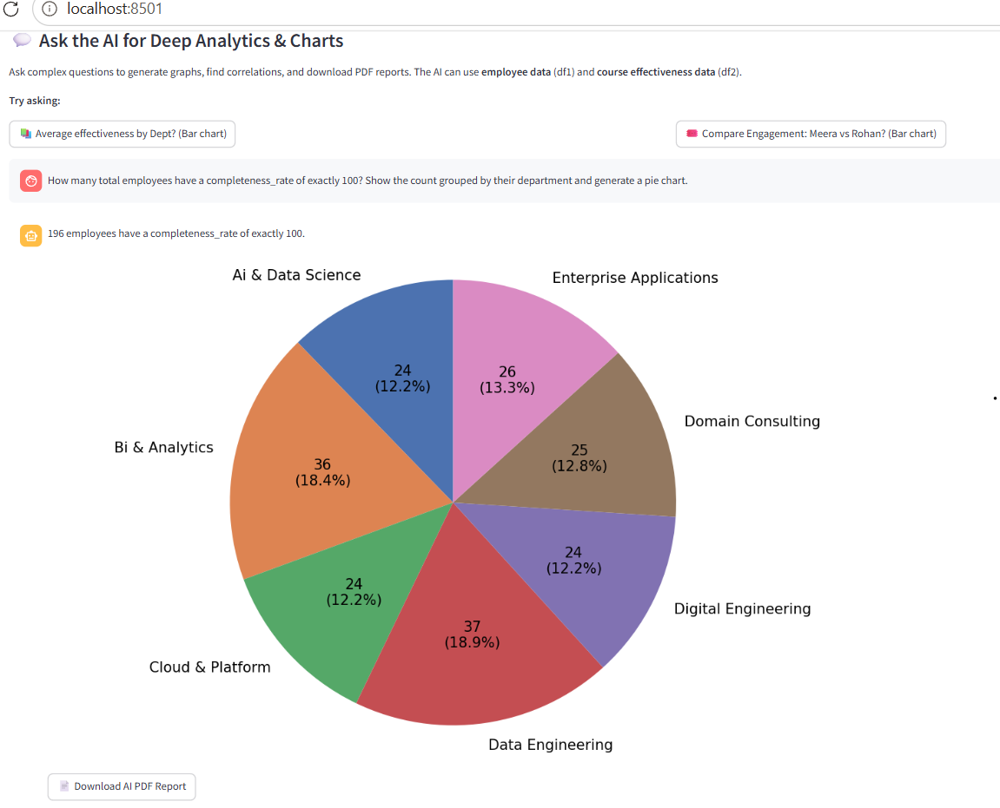 localhost:8501
Ask the AI for Deep Analytics & Charts
Ask complex questions to generate graphs, find correlations, and download PDF reports. The AI can use employee data (df1) and course effectiveness data (df2).
Try asking:
Average effectiveness by Dept? (Bar chart)
Compare Engagement: Meera vs Rohan? (Bar chart)
How many total employees have a completeness_rate of exactly 100? Show the count grouped by their department and generate a pie chart.
196 employees have a completeness_rate of exactly 100.
Ai & Data Science
Enterprise Applications
24
(12.2%)
26
(13.3%)
Domain Consulting
25
(12.8%)
Bi & Analytics
36
(18.4%)
24
(12.2%)
Digital Engineering
24
(12.2%)
37
(18.9%)
Cloud & Platform
Data Engineering
Download AI PDF Report